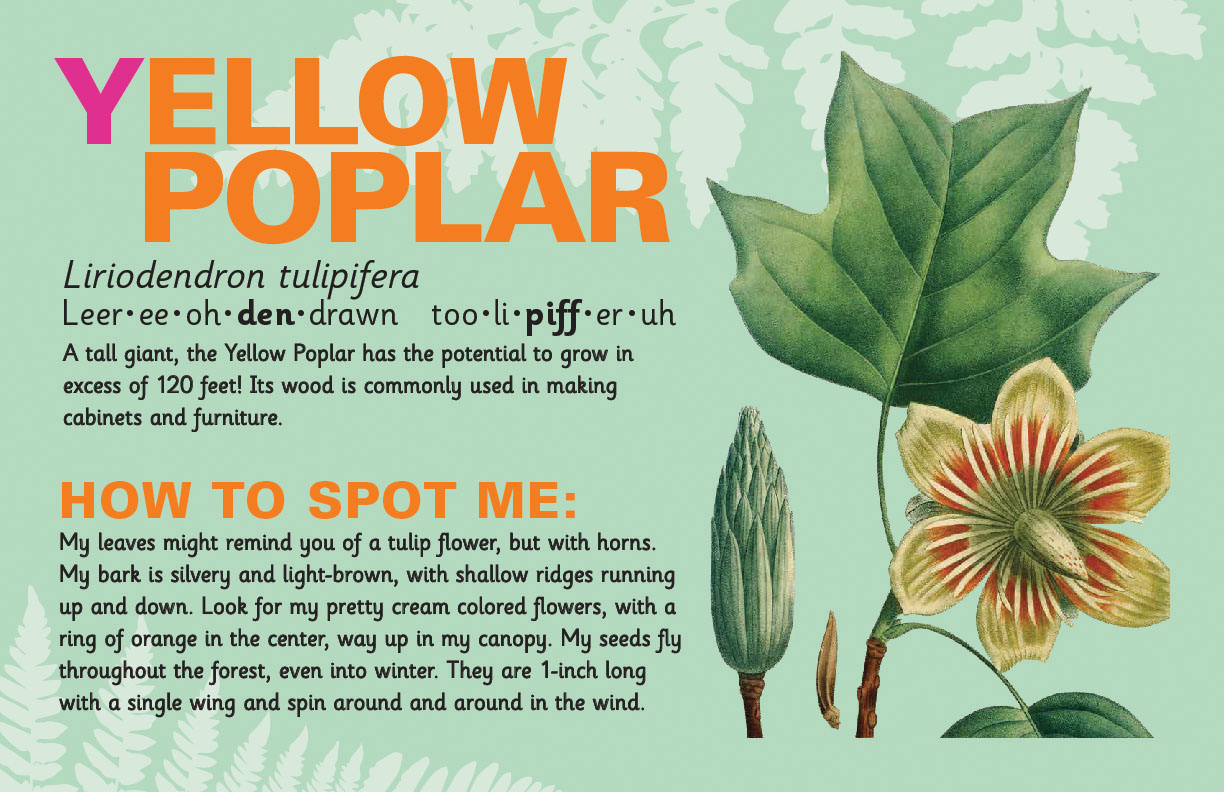 YELLOW
POPLAR
Liriodendron tulipifera
Leer•ee•oh•den•drawn too•li•piff•er•uh
A tall giant, the Yellow Poplar has the potential to grow in
excess of 120 feet! Its wood is commonly used in making
cabinets and furniture.
HOW TO SPOT ME:
My leaves might remind you of a tulip flower, but with horns.
My bark is silvery and light-brown, with shallow ridges running
up and down. Look for my pretty cream colored flowers, with a
ring of orange in the center, way up in my canopy. My seeds fly
throughout the forest, even into winter. They are 1-inch long
with a single wing and spin around and around in the wind.